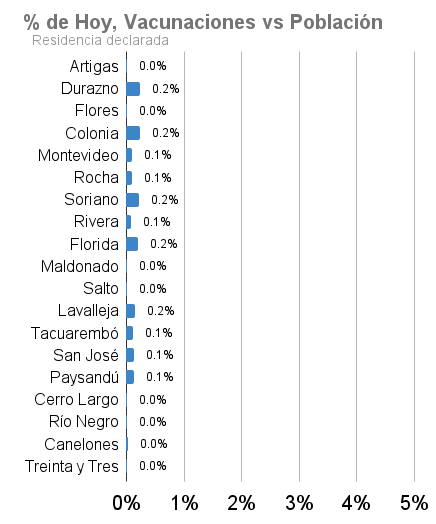 % de Hoy, Vacunaciones vs Población
Residencia declarada
Artigas 0.0%
Durazno 0.2%
Flores 0.0%
Colonia 0.2%
Montevideo 0.1%
Rocha 0.1%
Soriano 0.2%
Rivera 0.1%
Florida 0.2%
Maldonado 0.0%
Salto 0.0%
Lavalleja 0.2%
Tacuarembó 0.1%
San José 0.1%
Paysandú 0.1%
Cerro Largo 0.0%
Río Negro 0.0%
Canelones 0.0%
Treinta y Tres 0.0%
0% 1% 2% 3% 4% 5%